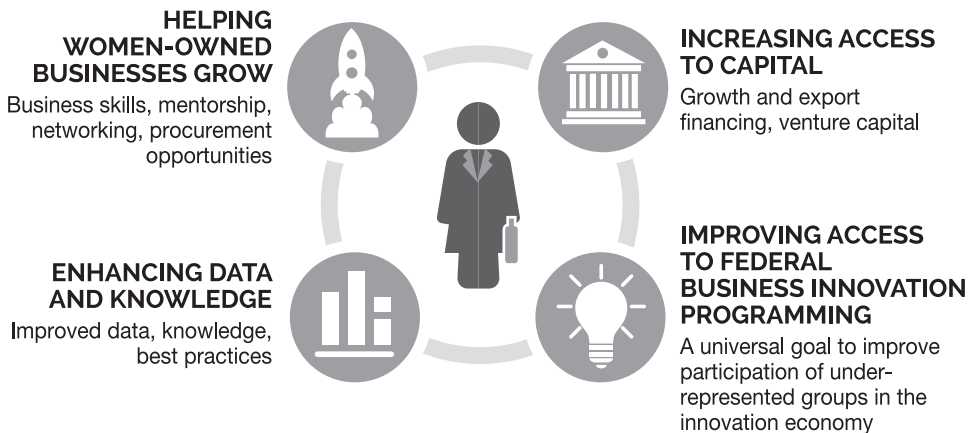 HELPING
WOMEN-OWNED
BUSINESSES GROW
Business skills, mentorship,
networking, procurement
opportunities
INCREASING ACCESS
TO CAPITAL
Growth and export
financing, venture capital
ENHANCING DATA
AND KNOWLEDGE
Improved data, knowledge,
best practices
IMPROVING ACCESS
TO FEDERAL
BUSINESS INNOVATION
PROGRAMMING
A universal goal to improve
participation of under-
represented groups in the
innovation economy